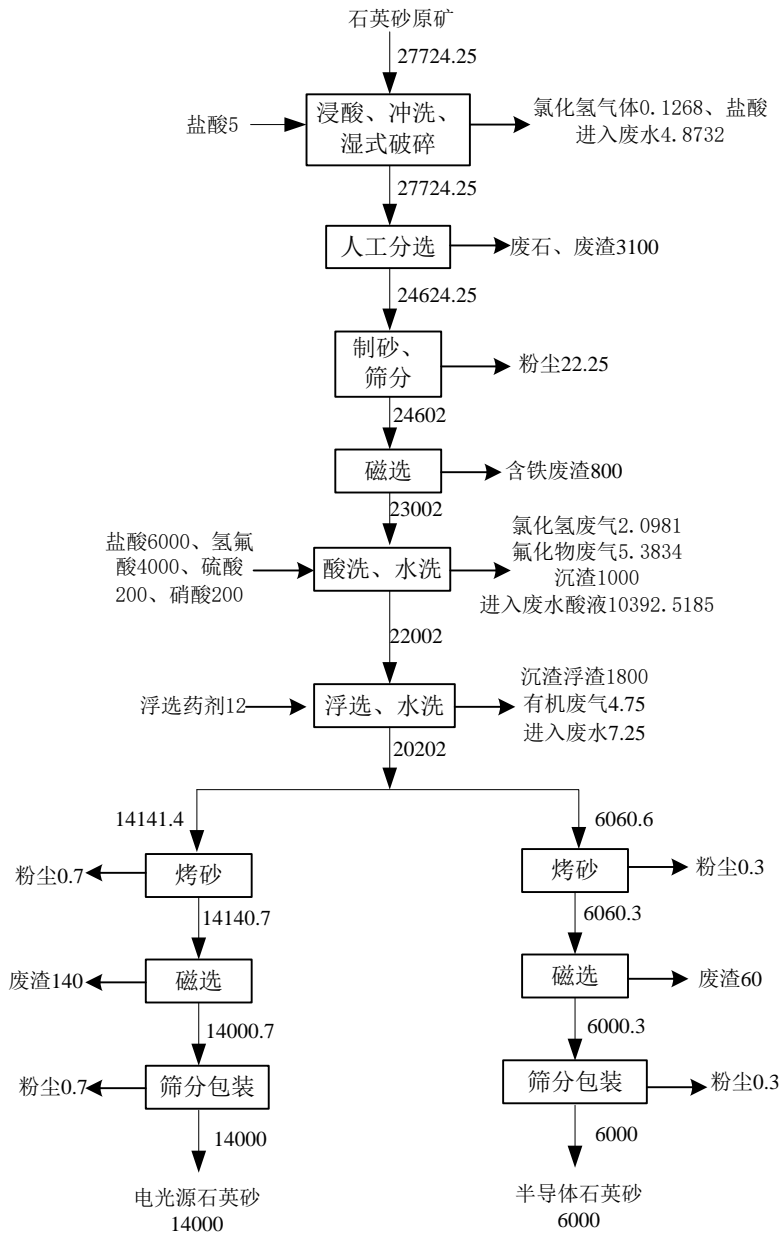 石英砂原矿
27724.25
盐酸5
浸酸、冲洗、
湿式破碎
氯化氢气体0.1268、盐酸
进入废水4.8732
27724.25
人工分选
废石、废渣3100
24624.25
制砂、
筛分
粉尘22.25
24602
磁选
含铁废渣800
23002
盐酸6000、氢氟
酸4000、硫酸
200、硝酸200
酸洗、水洗
氯化氢废气2.0981
氟化物废气5.3834
沉渣1000
进入废水酸液10392.5185
22002
浮选药剂12
浮选、水洗
沉渣浮渣1800
有机废气4.75
进入废水7.25
20202
14141.4
6060.6
粉尘0.7
烤砂
烤砂
粉尘0.3
14140.7
6060.3
废渣140
磁选
磁选
废渣60
14000.7
6000.3
粉尘0.7
筛分包装
筛分包装
粉尘0.3
14000
6000
电光源石英砂
14000
半导体石英砂
6000